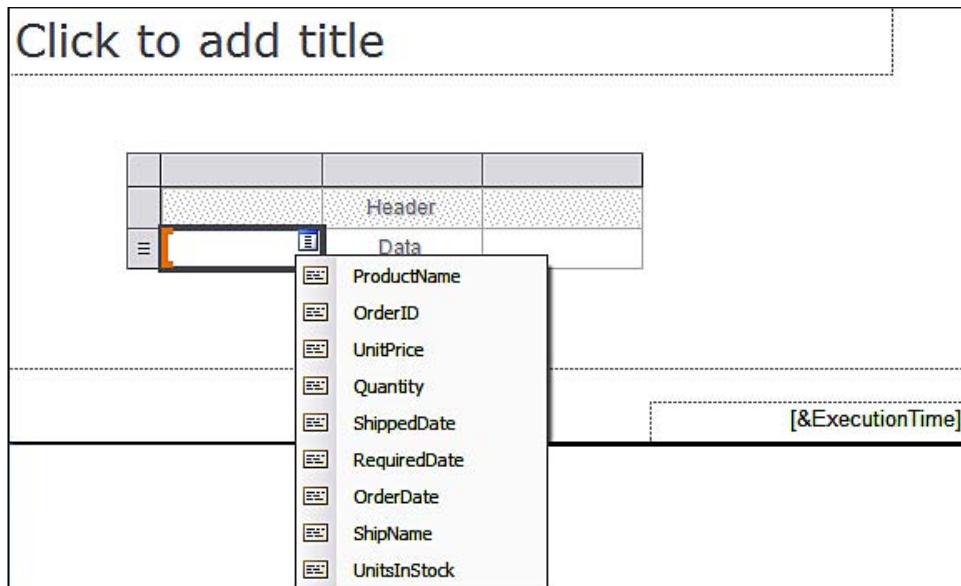 Click to add title
Header
Data
ProductName
OrderID
UnitPrice
Quantity
ShippedDate
RequiredDate
[&ExecutionTime]
OrderDate
ShipName
UnitsInStock